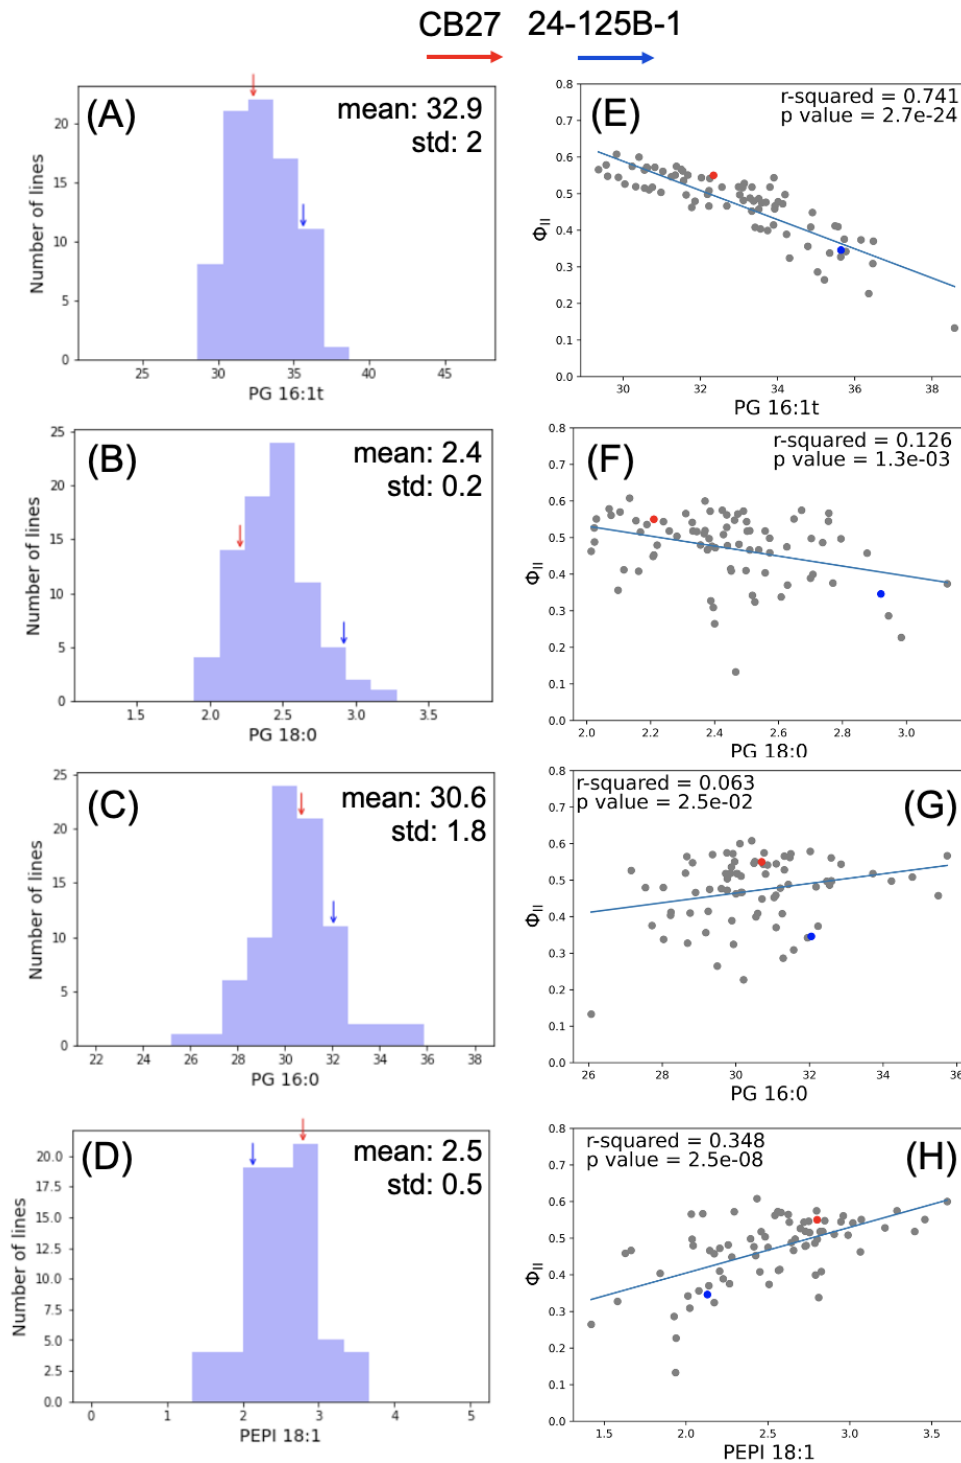 CB27 24-125B-1
(A)
mean: 32.9
std: 2
Number of lines
20
15
10
5
0
25 30 35 40 45
PG 16:1t
(E)
r-squared = 0.741
p value = 2.7e-24
ΦII
0.8
0.7
0.6
0.5
0.4
0.3
0.2
0.1
0.0
30 32 34 36 38
PG 16:1t
(B)
mean: 2.4
std: 0.2
Number of lines
25
20
15
10
5
0
1.5 2.0 2.5 3.0 3.5
PG 18:0
(F)
r-squared = 0.126
p value = 1.3e-03
ΦII
0.8
0.7
0.6
0.5
0.4
0.3
0.2
0.1
0.0
2.0 2.2 2.4 2.6 2.8 3.0
PG 18:0
(C)
mean: 30.6
std: 1.8
Number of lines
25
20
15
10
5
0
22 24 26 28 30 32 34 36 38
PG 16:0
r-squared = 0.063
p value = 2.5e-02
(G)
ΦII
0.8
0.7
0.6
0.5
0.4
0.3
0.2
0.1
0.0
26 28 30 32 34 36
PG 16:0
(D)
mean: 2.5
std: 0.5
Number of lines
20.0
17.5
15.0
12.5
10.0
7.5
5.0
2.5
0.0
0 1 2 3 4 5
PEPI 18:1
r-squared = 0.348
p value = 2.5e-08
(H)
ΦII
0.8
0.7
0.6
0.5
0.4
0.3
0.2
0.1
0.0
1.5 2.0 2.5 3.0 3.5
PEPI 18:1